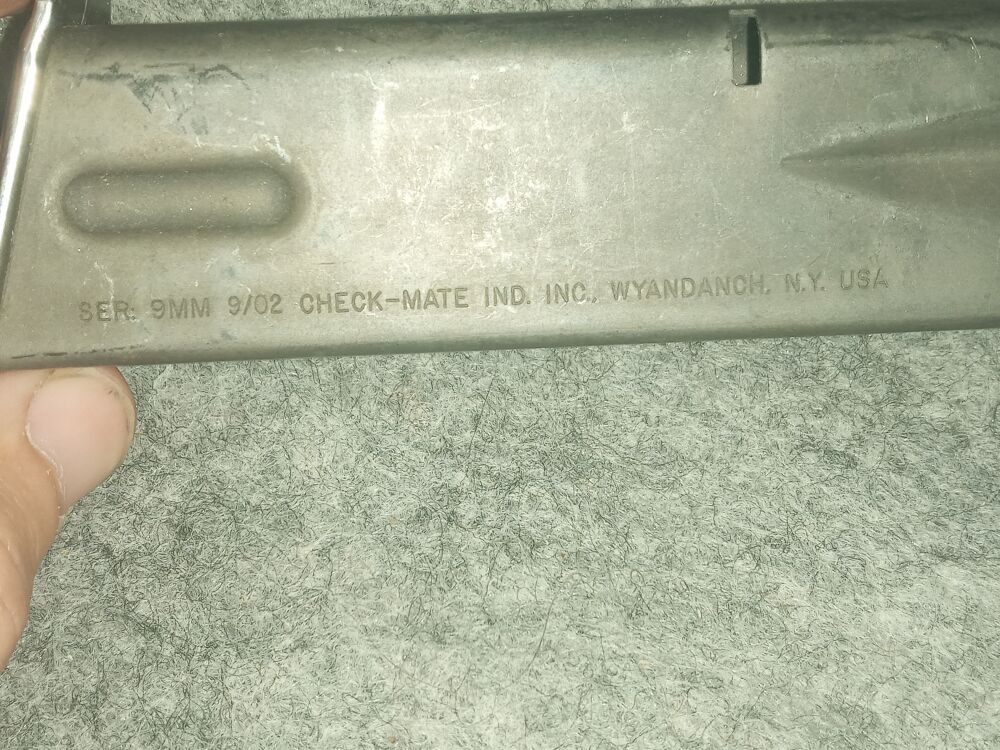 SER. 9MM 9/02 CHECK-MATE IND. INC., WYANDANCH, N.Y. USA